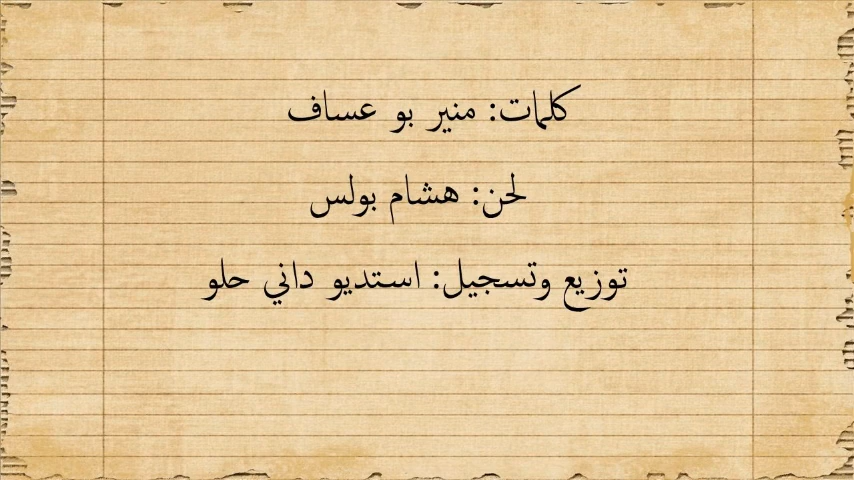 كلمات: منير بو عساف
لحن: هشام بولس
توزيع وتسجيل: استديو داني حلو